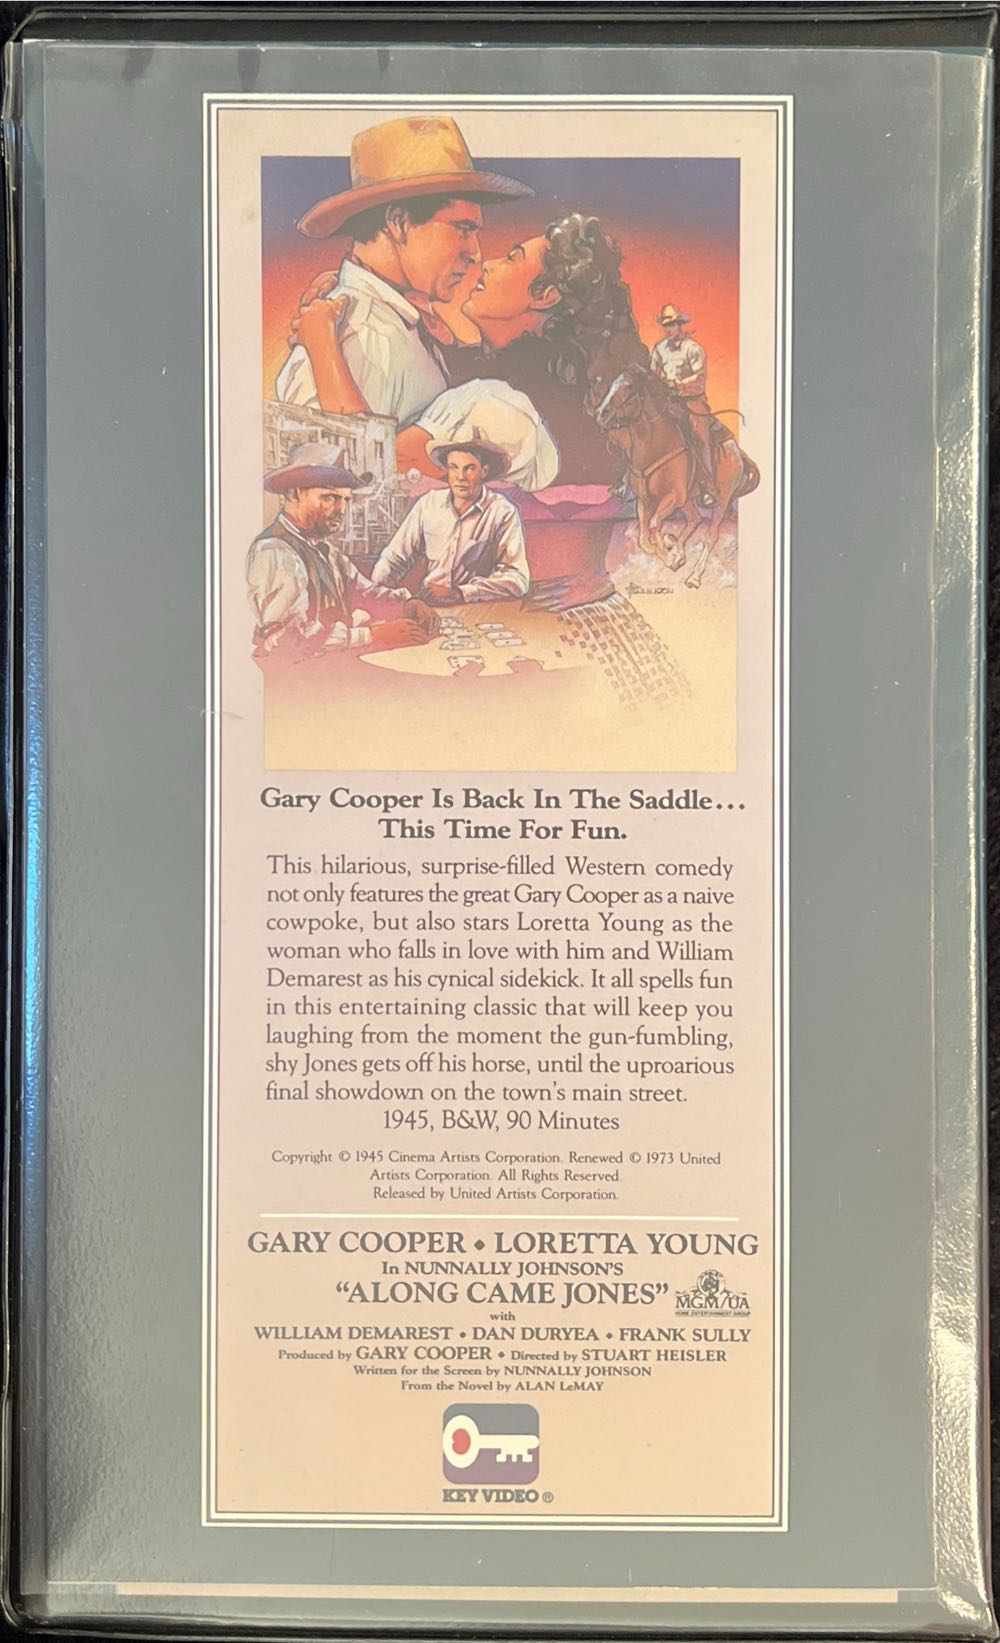 Gary Cooper Is Back In The Saddle...
This Time For Fun.
This hilarious, surprise-filled Western comedy
not only features the great Gary Cooper as a naive
cowpoke, but also stars Loretta Young as the
woman who falls in love with him and William
Demarest as his cynical sidekick. It all spells fun
in this entertaining classic that will keep you
laughing from the moment the gun-fumbling,
shy Jones gets off his horse, until the uproarious
final showdown on the town's main street.
1945, B&W, 90 Minutes
Copyright © 1945 Cinema Artists Corporation. Renewed © 1973 United
Artists Corporation. All Rights Reserved.
Released by United Artists Corporation.
GARY COOPER • LORETTA YOUNG
In NUNNALLY JOHNSON'S
"ALONG CAME JONES"
MGM/UA
HOME ENTERTAINMENT GROUP
with
WILLIAM DEMAREST • DAN DURYEA • FRANK SULLY
Produced by GARY COOPER • Directed by STUART HEISLER
Written for the Screen by NUNNALLY JOHNSON
From the Novel by ALAN LeMAY
KEY VIDEO ®